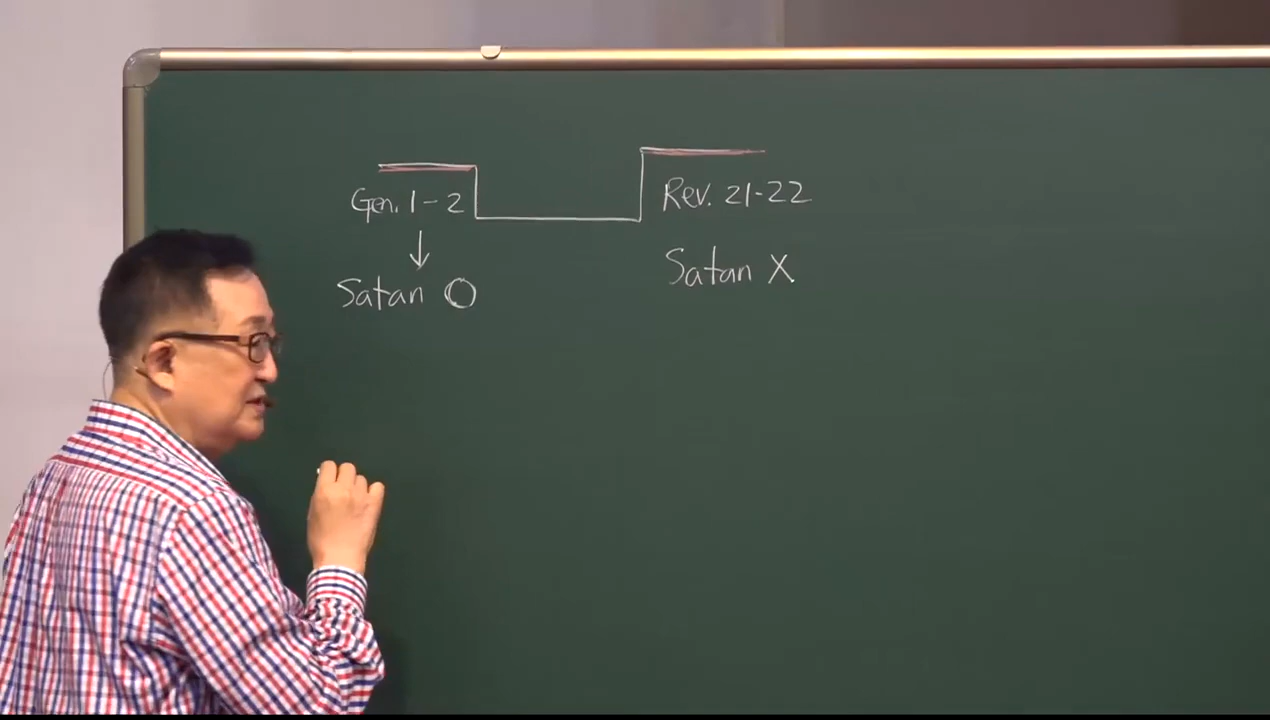 Gen. 1-2
Rev. 21-22
Satan O
Satan X